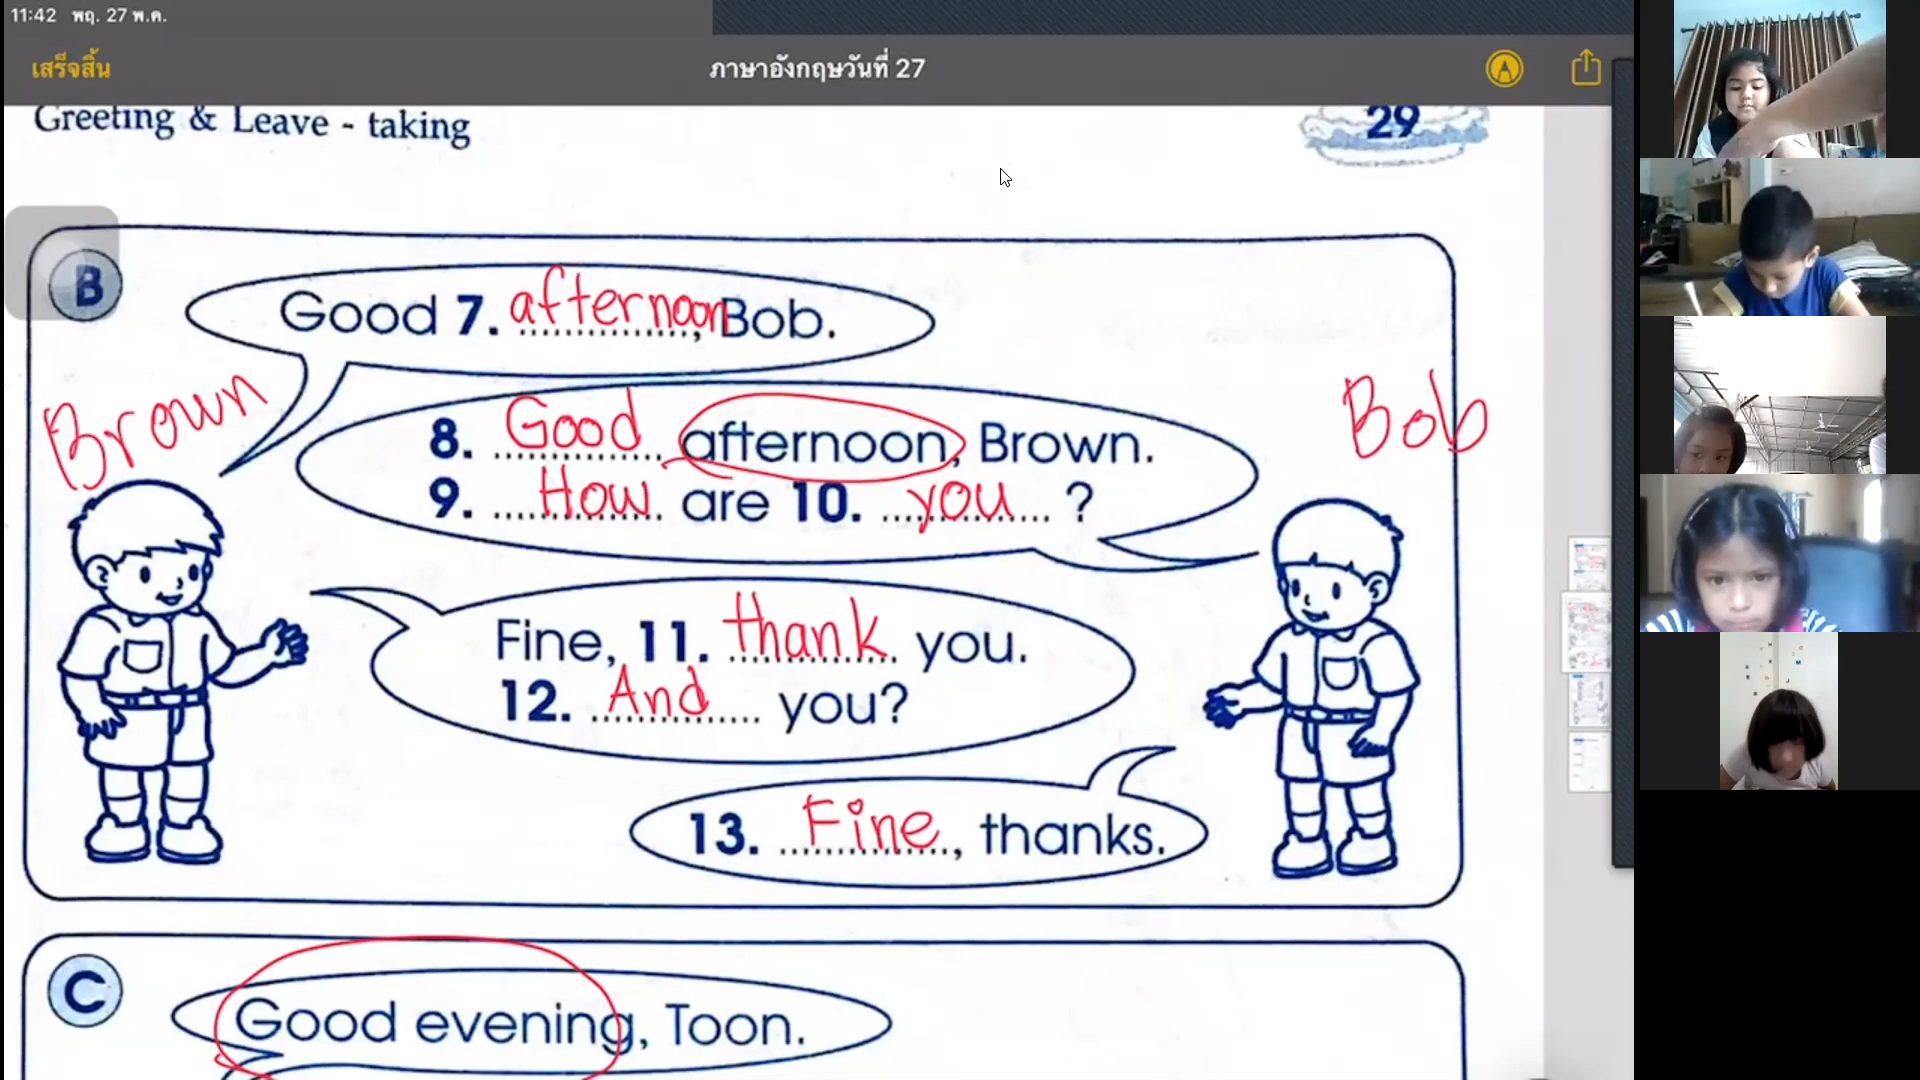 11:42 พฤ. 27 พ.ค.
เสร็จสิ้น
ภาษาอังกฤษวันที่ 27
Greeting & Leave - taking
29
B
Good 7. afternoon, Bob.
Brown
Bob
8. Good afternoon, Brown.
9. How are 10. you ?
Fine, 11. thank you.
12. And you?
13. Fine, thanks.
C
Good evening, Toon.